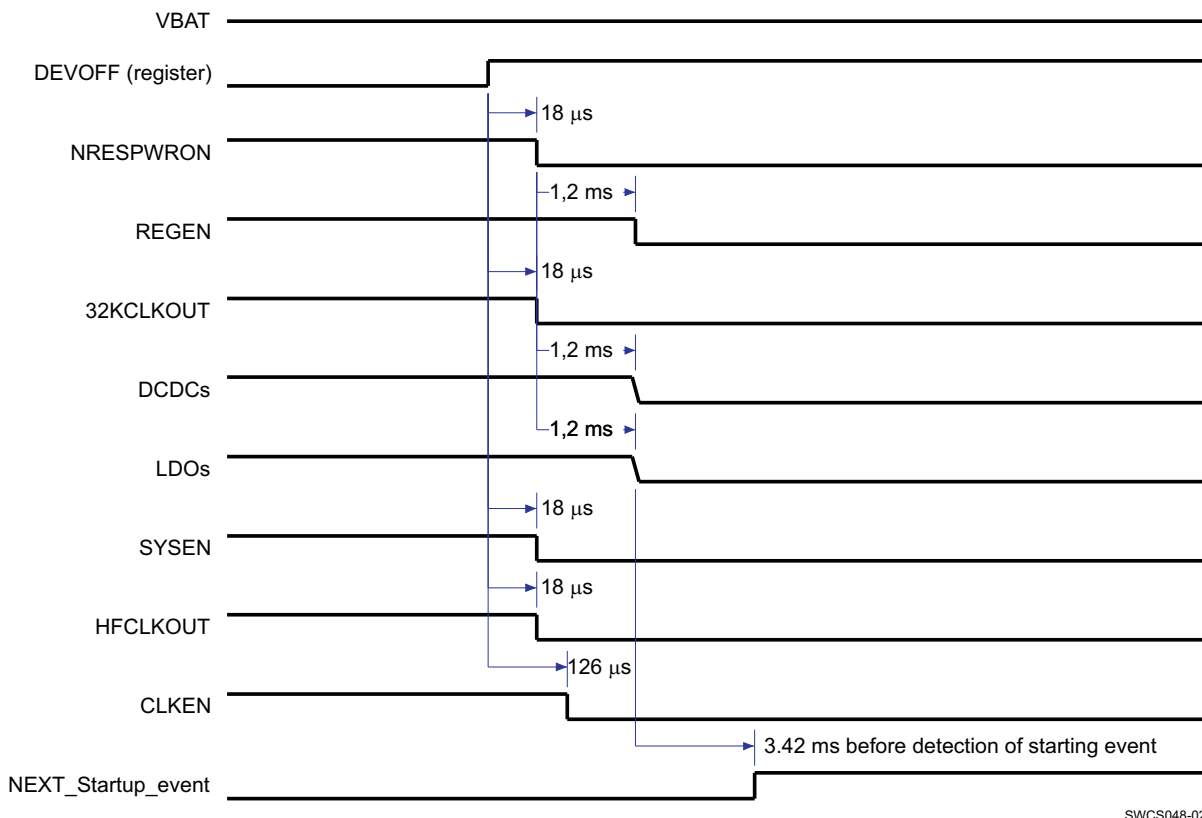 VBAT
DEVOFF (register)
18 μs
NRESPWRON
1,2 ms
REGEN
18 μs
32KCLKOUT
1,2 ms
DCDCs
1,2 ms
LDOs
18 μs
SYSEN
18 μs
HFCLKOUT
126 μs
CLKEN
3.42 ms before detection of starting event
NEXT_Startup_event